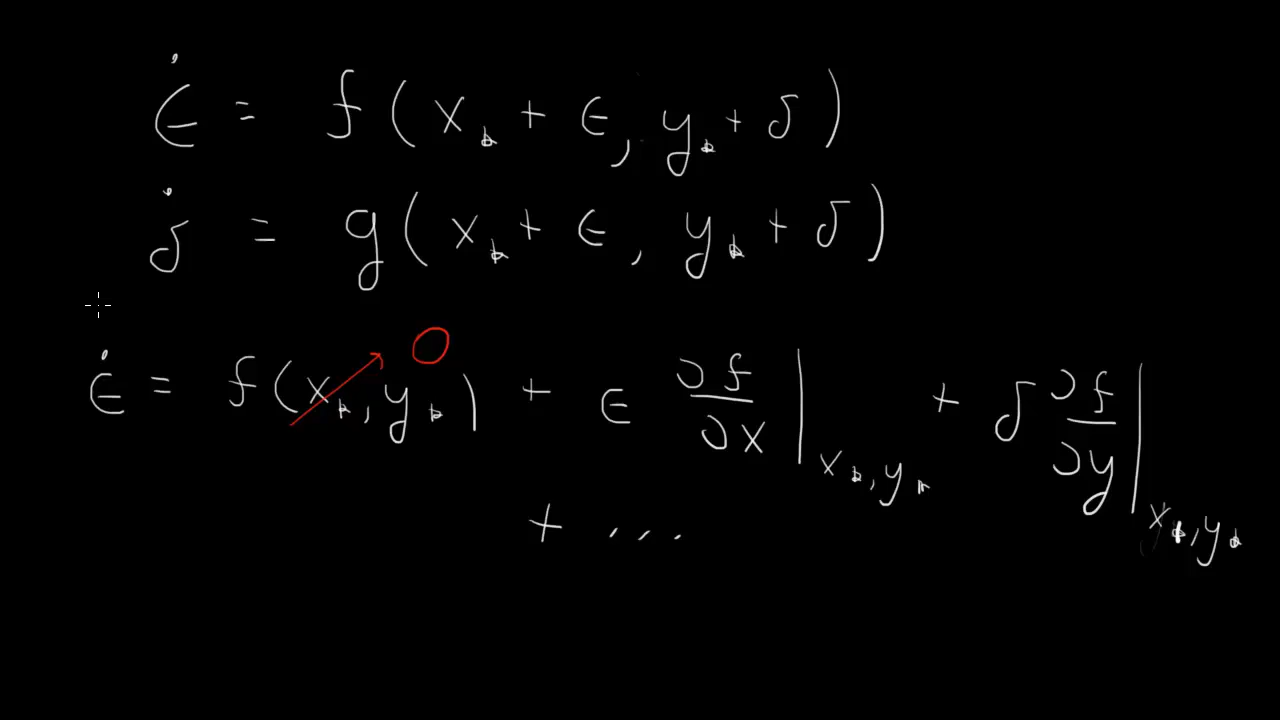 ϵ̇ = f(x⋆ + ϵ, y⋆ + δ)
δ̇ = g(x⋆ + ϵ, y⋆ + δ)
ϵ̇ = f(x⋆, y⋆) 0 + ϵ ∂f/∂x |x⋆,y⋆ + δ ∂f/∂y |x⋆,y⋆
+ ...